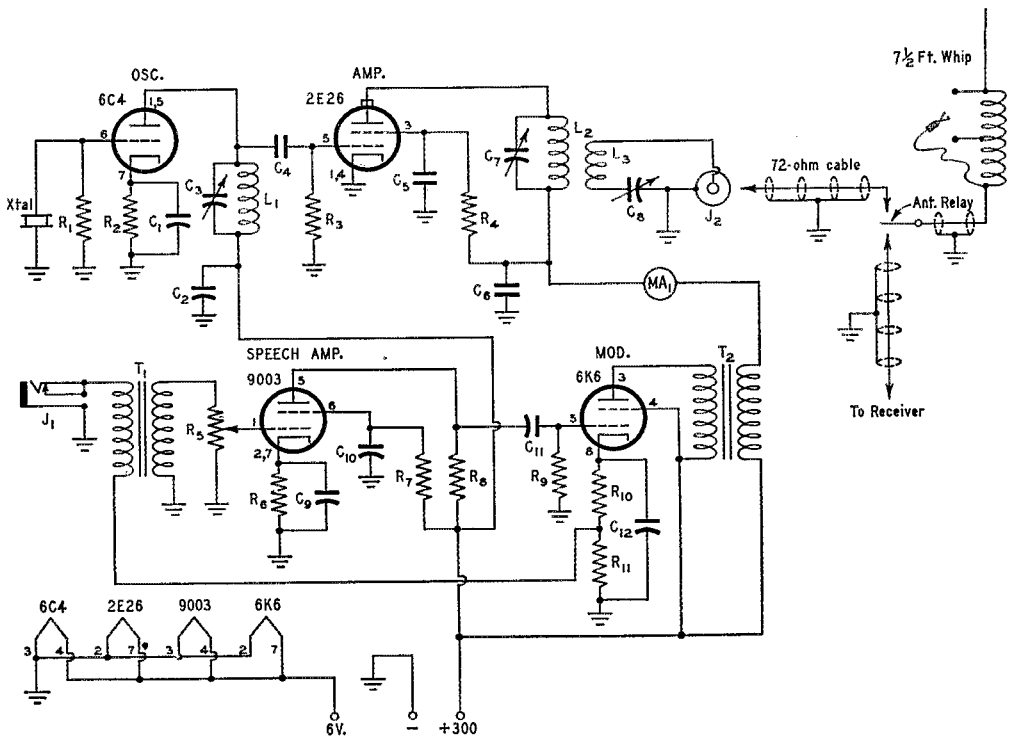 7½ Ft. Whip
OSC.
6C4
1,5
6
7
AMP.
2E26
3
5
1,4
Xtal
R1
R2
C1
C2
C3
L1
C4
R3
C5
R4
C6
C7
L2
L3
C8
J2
72-ohm cable
Ant. Relay
MA1
To Receiver
J1
T1
R5
SPEECH AMP.
9003
5
6
1
2,7
R6
C9
C10
R7
R8
C11
R9
MOD.
6K6
3
4
5
8
R10
C12
R11
T2
6C4
2E26
9003
6K6
3
4
2
7
3
4
2
7
6V.
−
+300